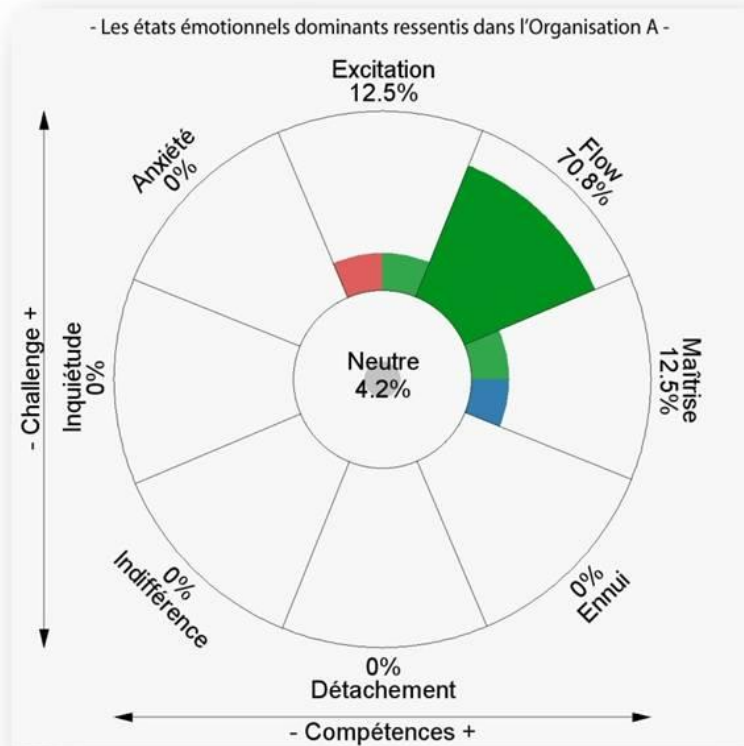 - Les états émotionnels dominants ressentis dans l'Organisation A -
Excitation
12.5%
Anxiété
0%
Flow
70.8%
- Challenge +
Inquiétude
0%
Neutre
4.2%
Maîtrise
12.5%
0%
Indifférence
0%
Ennui
0%
Détachement
- Compétences +